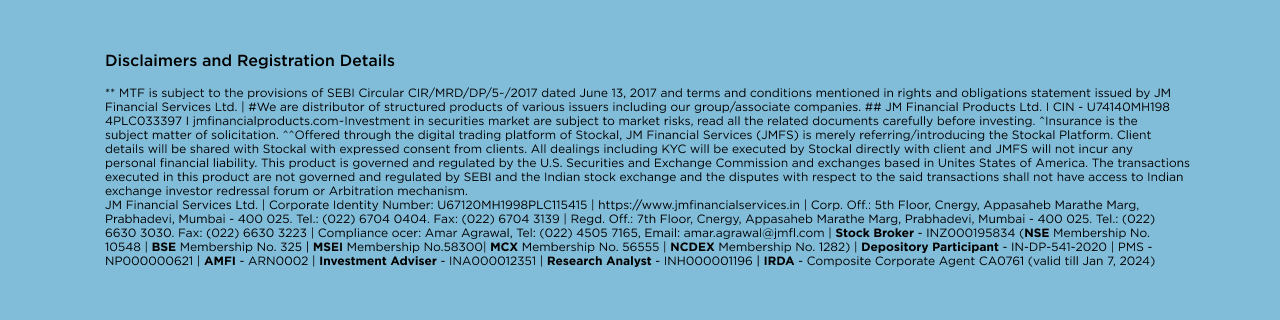 Disclaimers and Registration Details
** MTF is subject to the provisions of SEBI Circular CIR/MRD/DP/5-/2017 dated June 13, 2017 and terms and conditions mentioned in rights and obligations statement issued by JM
Financial Services Ltd. | #We are distributor of structured products of various issuers including our group/associate companies. ## JM Financial Products Ltd. I CIN - U74140MH198
4PLC033397 I jmfinancialproducts.com-Investment in securities market are subject to market risks, read all the related documents carefully before investing. ^Insurance is the
subject matter of solicitation. ^^Offered through the digital trading platform of Stockal, JM Financial Services (JMFS) is merely referring/introducing the Stockal Platform. Client
details will be shared with Stockal with expressed consent from clients. All dealings including KYC will be executed by Stockal directly with client and JMFS will not incur any
personal financial liability. This product is governed and regulated by the U.S. Securities and Exchange Commission and exchanges based in Unites States of America. The transactions
executed in this product are not governed and regulated by SEBI and the Indian stock exchange and the disputes with respect to the said transactions shall not have access to Indian
exchange investor redressal forum or Arbitration mechanism.
JM Financial Services Ltd. | Corporate Identity Number: U67120MH1998PLC115415 | https://www.jmfinancialservices.in | Corp. Off.: 5th Floor, Cnergy, Appasaheb Marathe Marg,
Prabhadevi, Mumbai - 400 025. Tel.: (022) 6704 0404. Fax: (022) 6704 3139 | Regd. Off.: 7th Floor, Cnergy, Appasaheb Marathe Marg, Prabhadevi, Mumbai - 400 025. Tel.: (022)
6630 3030. Fax: (022) 6630 3223 | Compliance ocer: Amar Agrawal, Tel: (022) 4505 7165, Email: amar.agrawal@jmfl.com | Stock Broker - INZ000195834 (NSE Membership No.
10548 | BSE Membership No. 325 | MSEI Membership No.58300| MCX Membership No. 56555 | NCDEX Membership No. 1282) | Depository Participant - IN-DP-541-2020 | PMS -
NP000000621 | AMFI - ARN0002 | Investment Adviser - INA000012351 | Research Analyst - INH000001196 | IRDA - Composite Corporate Agent CA0761 (valid till Jan 7, 2024)